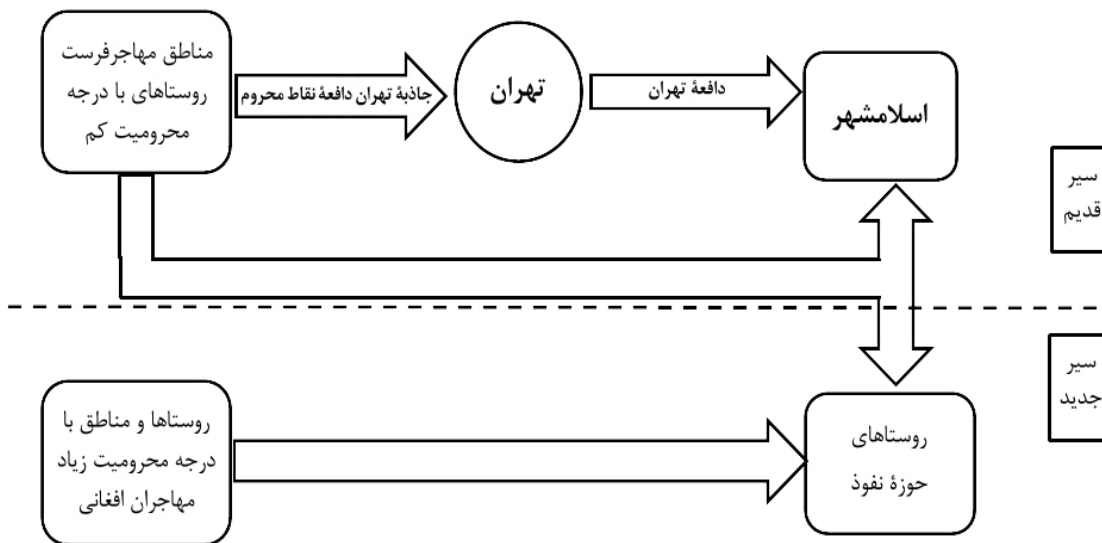 مناطق مهاجرفرست
روستاهای با درجه
محرومیت کم
جاذبهٔ تهران دافعهٔ نقاط محروم
تهران
دافعهٔ تهران
اسلامشهر
سیر
قدیم
سیر
جدید
روستاها و مناطق با
درجه محرومیت زیاد
مهاجران افغانی
روستاهای
حوزهٔ نفوذ